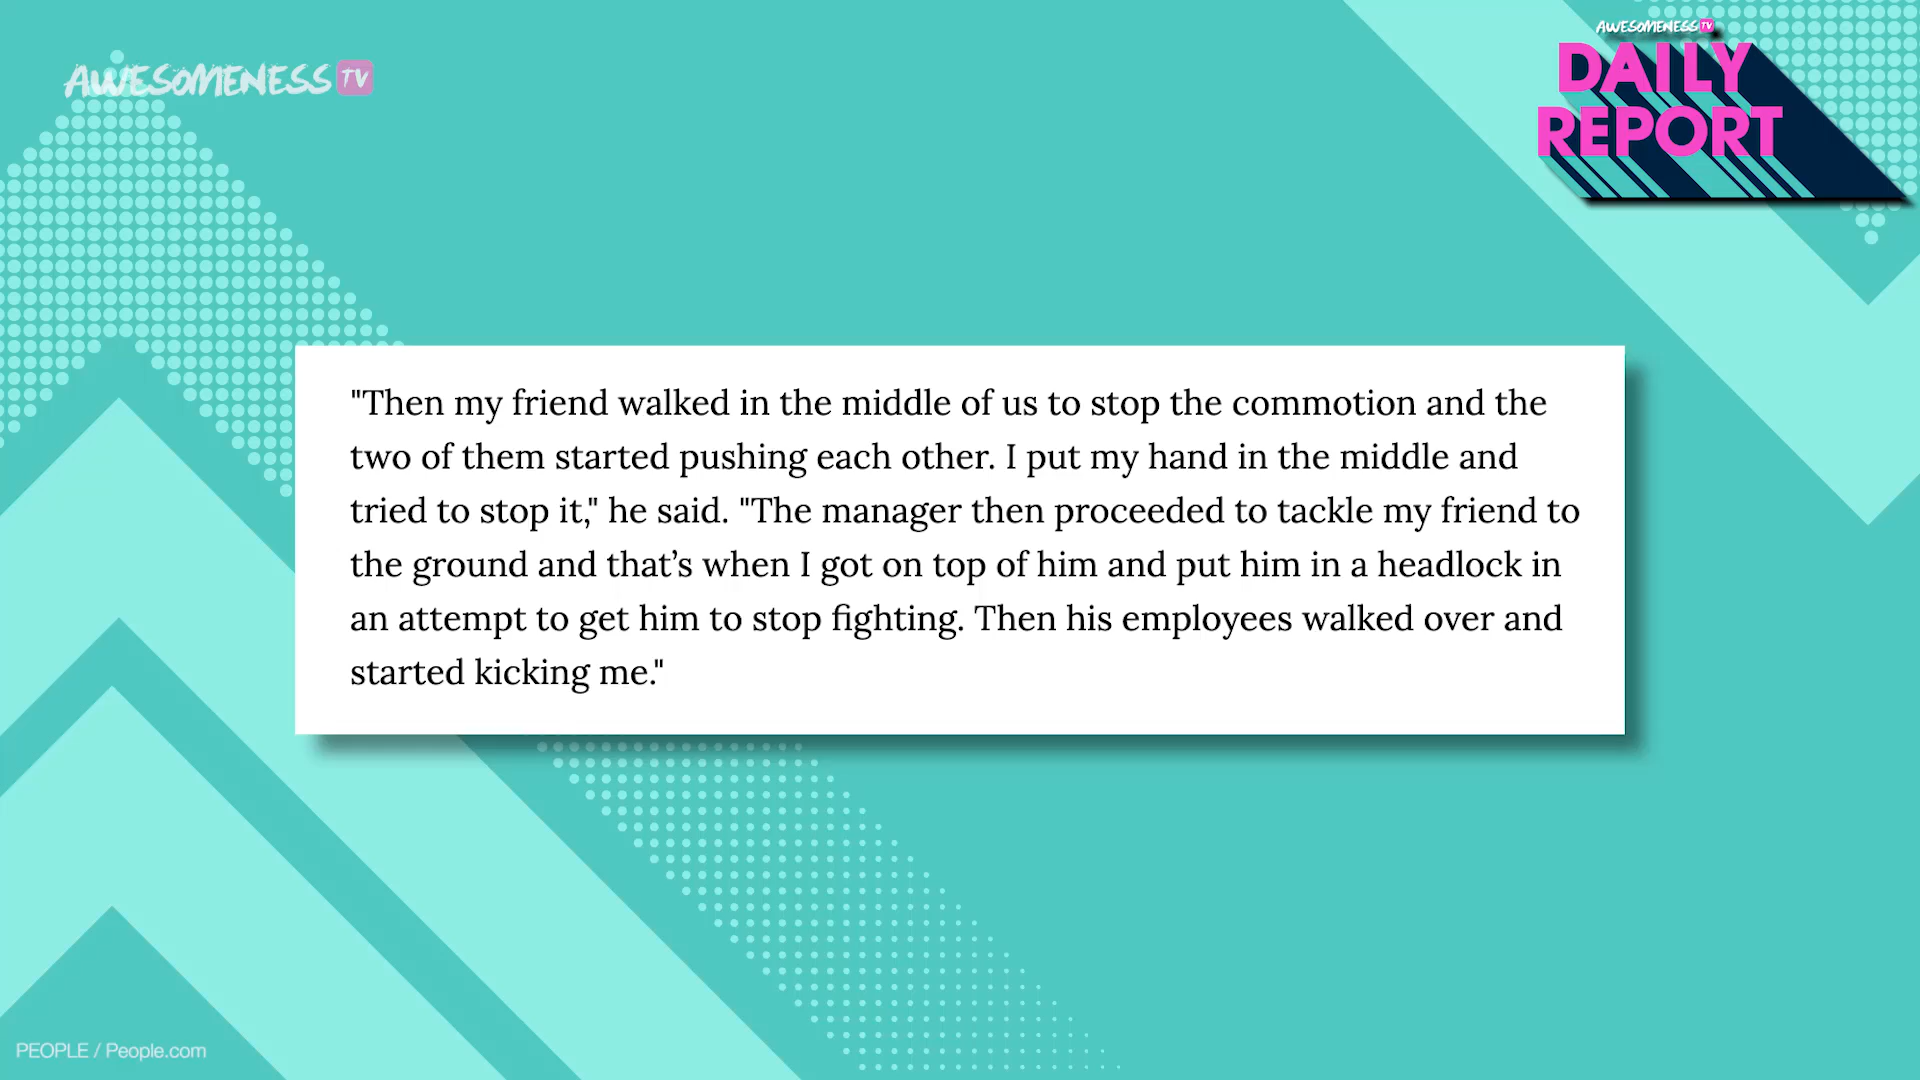 AWESOMENESS TV
AWESOMENESS TV
DAILY
REPORT
"Then my friend walked in the middle of us to stop the commotion and the
two of them started pushing each other. I put my hand in the middle and
tried to stop it," he said. "The manager then proceeded to tackle my friend to
the ground and that’s when I got on top of him and put him in a headlock in
an attempt to get him to stop fighting. Then his employees walked over and
started kicking me."
PEOPLE / People.com